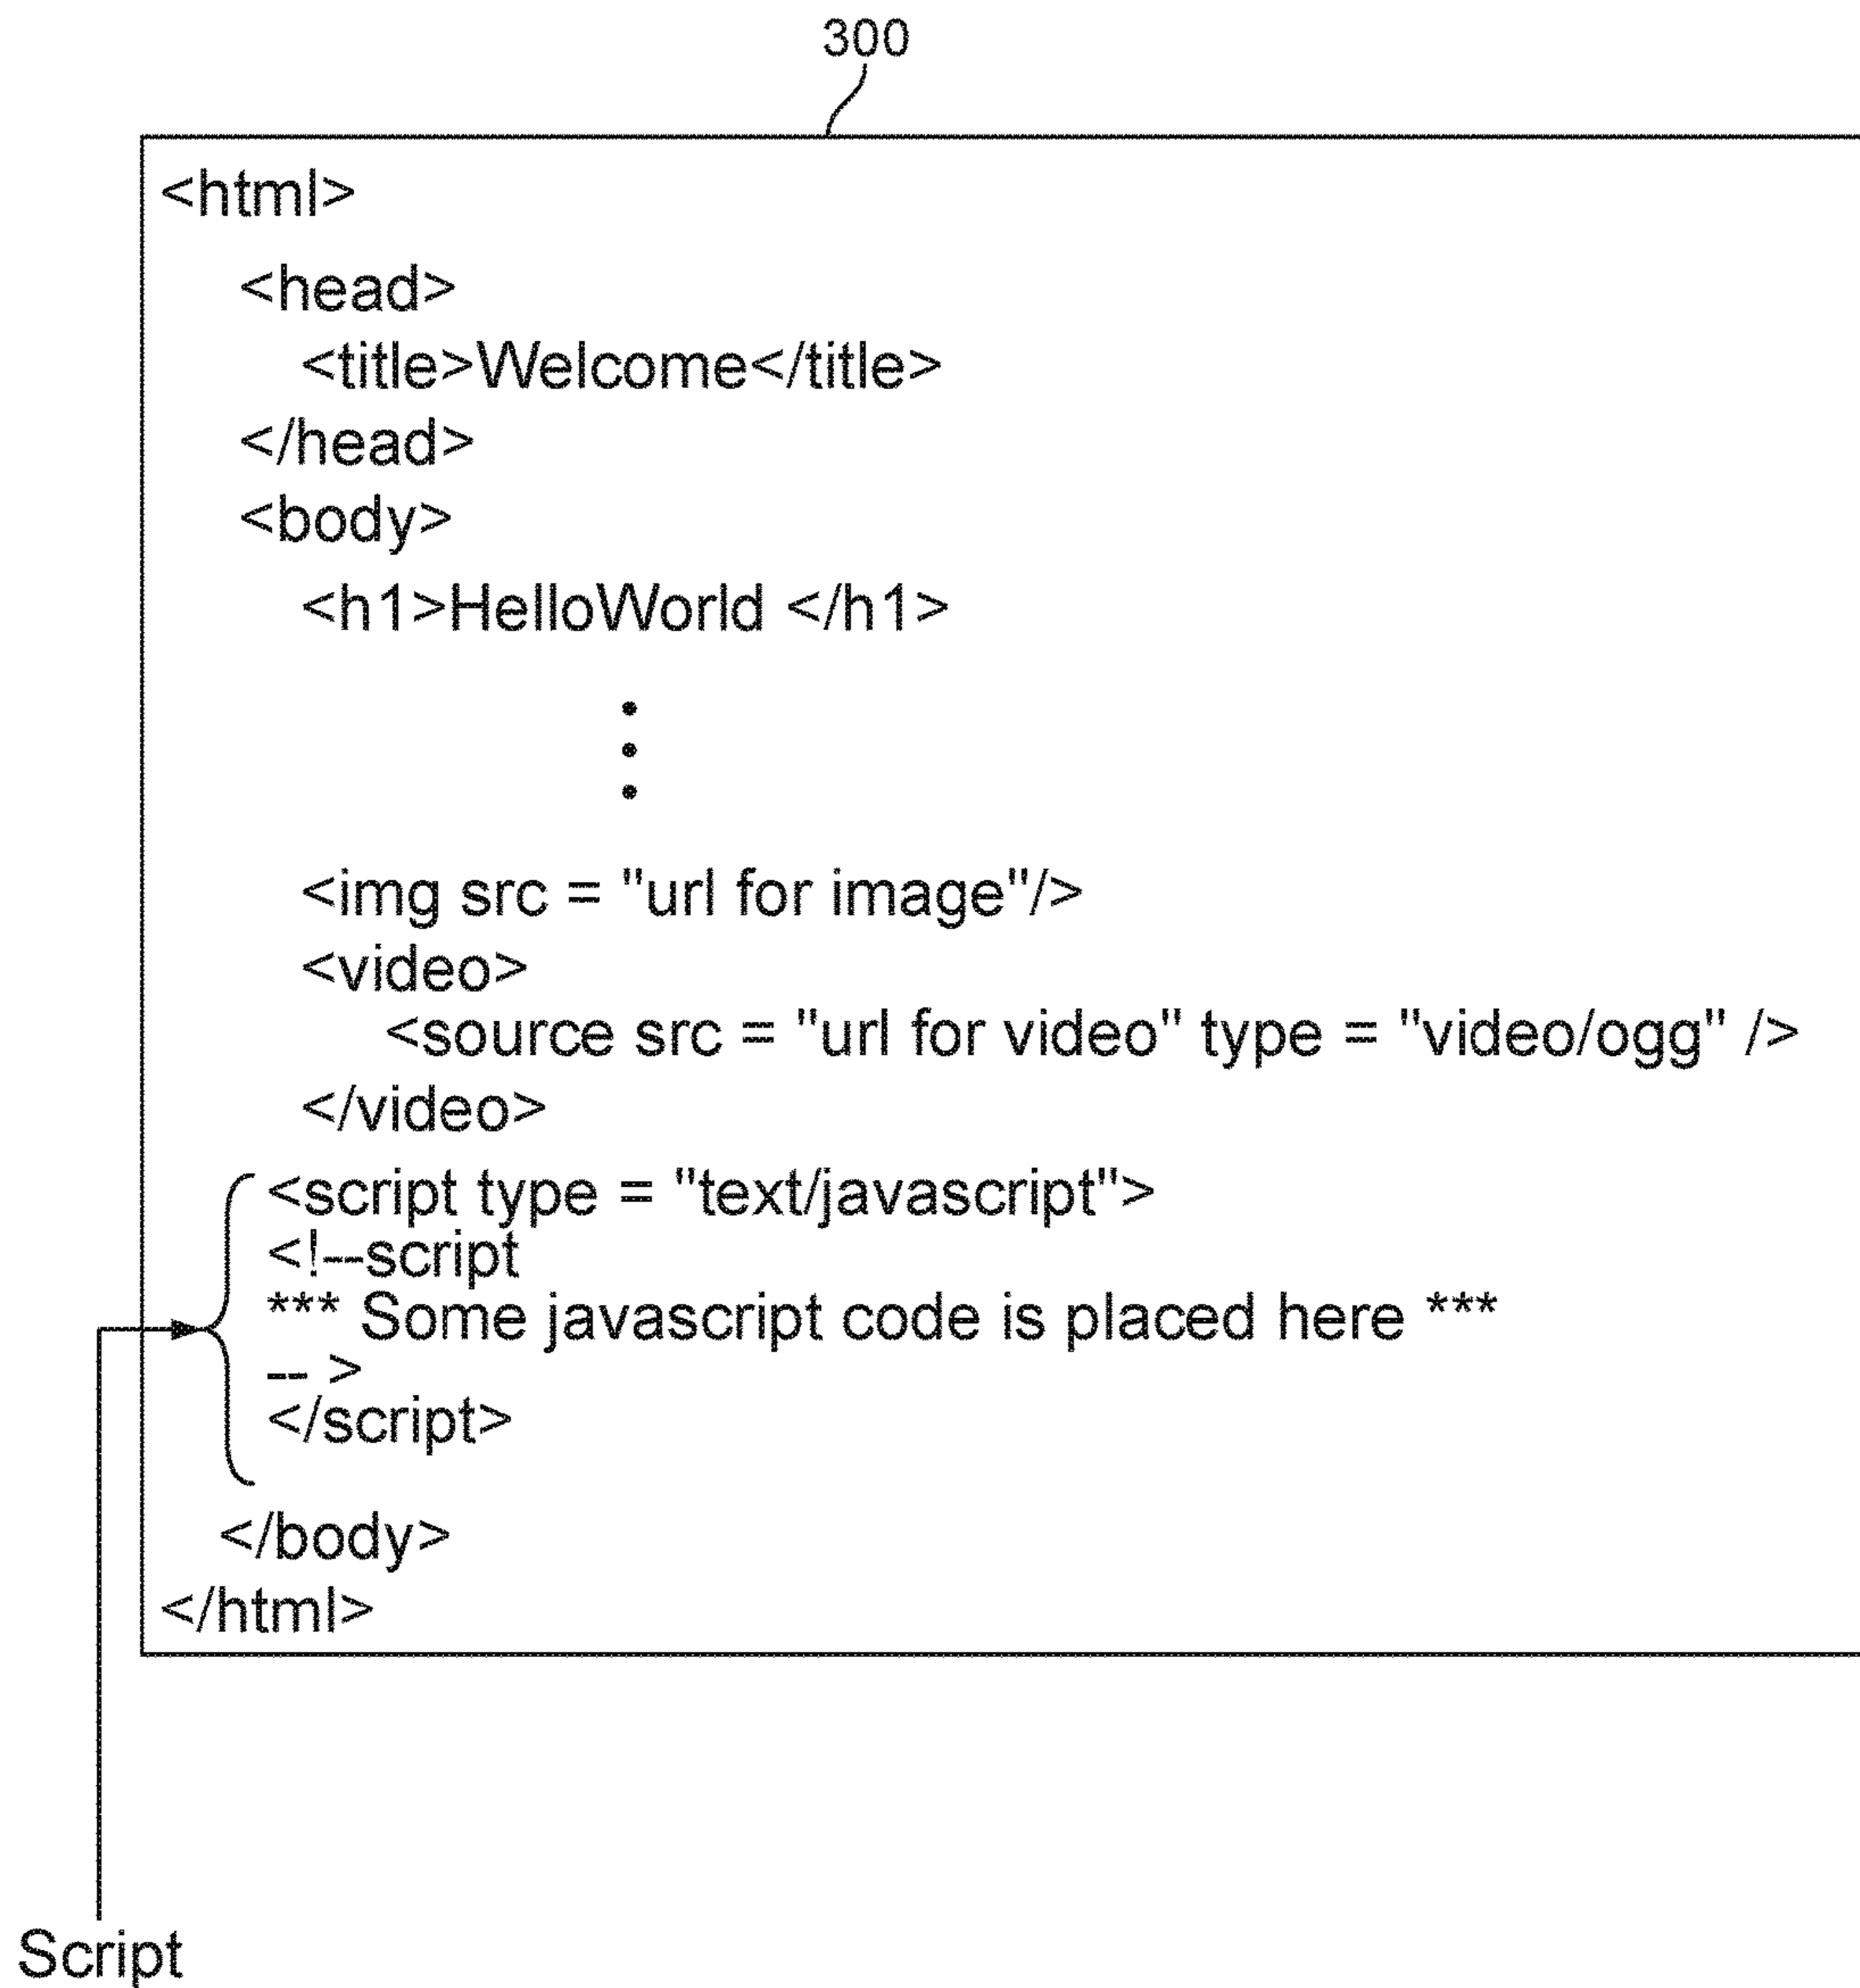 300
<html>
<head>
<title>Welcome</title>
</head>
<body>
<h1>HelloWorld </h1>
<img src = "url for image"/>
<video>
<source src = "url for video" type = "video/ogg" />
</video>
<script type = "text/javascript">
<!--script
*** Some javascript code is placed here ***
-- >
</script>
</body>
</html>
Script